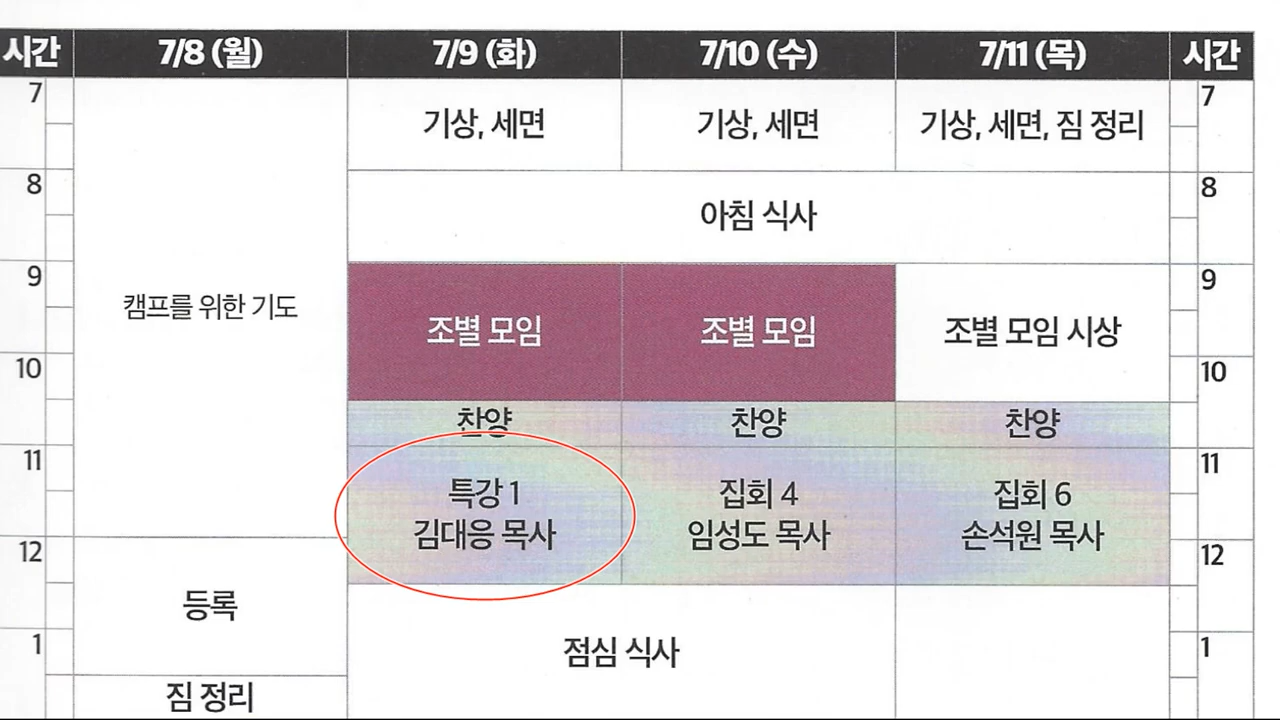 시간 7/8 (월) 7/9 (화) 7/10 (수) 7/11 (목) 시간
7 기상, 세면 기상, 세면 기상, 세면, 짐 정리 7
8 아침 식사 8
9 9
캠프를 위한 기도 조별 모임 조별 모임 조별 모임 시상
10 10
찬양 찬양 찬양
11 11
특강 1 집회 4 집회 6
김대응 목사 임성도 목사 손석원 목사
12 12
등록
1 점심 식사 1
짐 정리